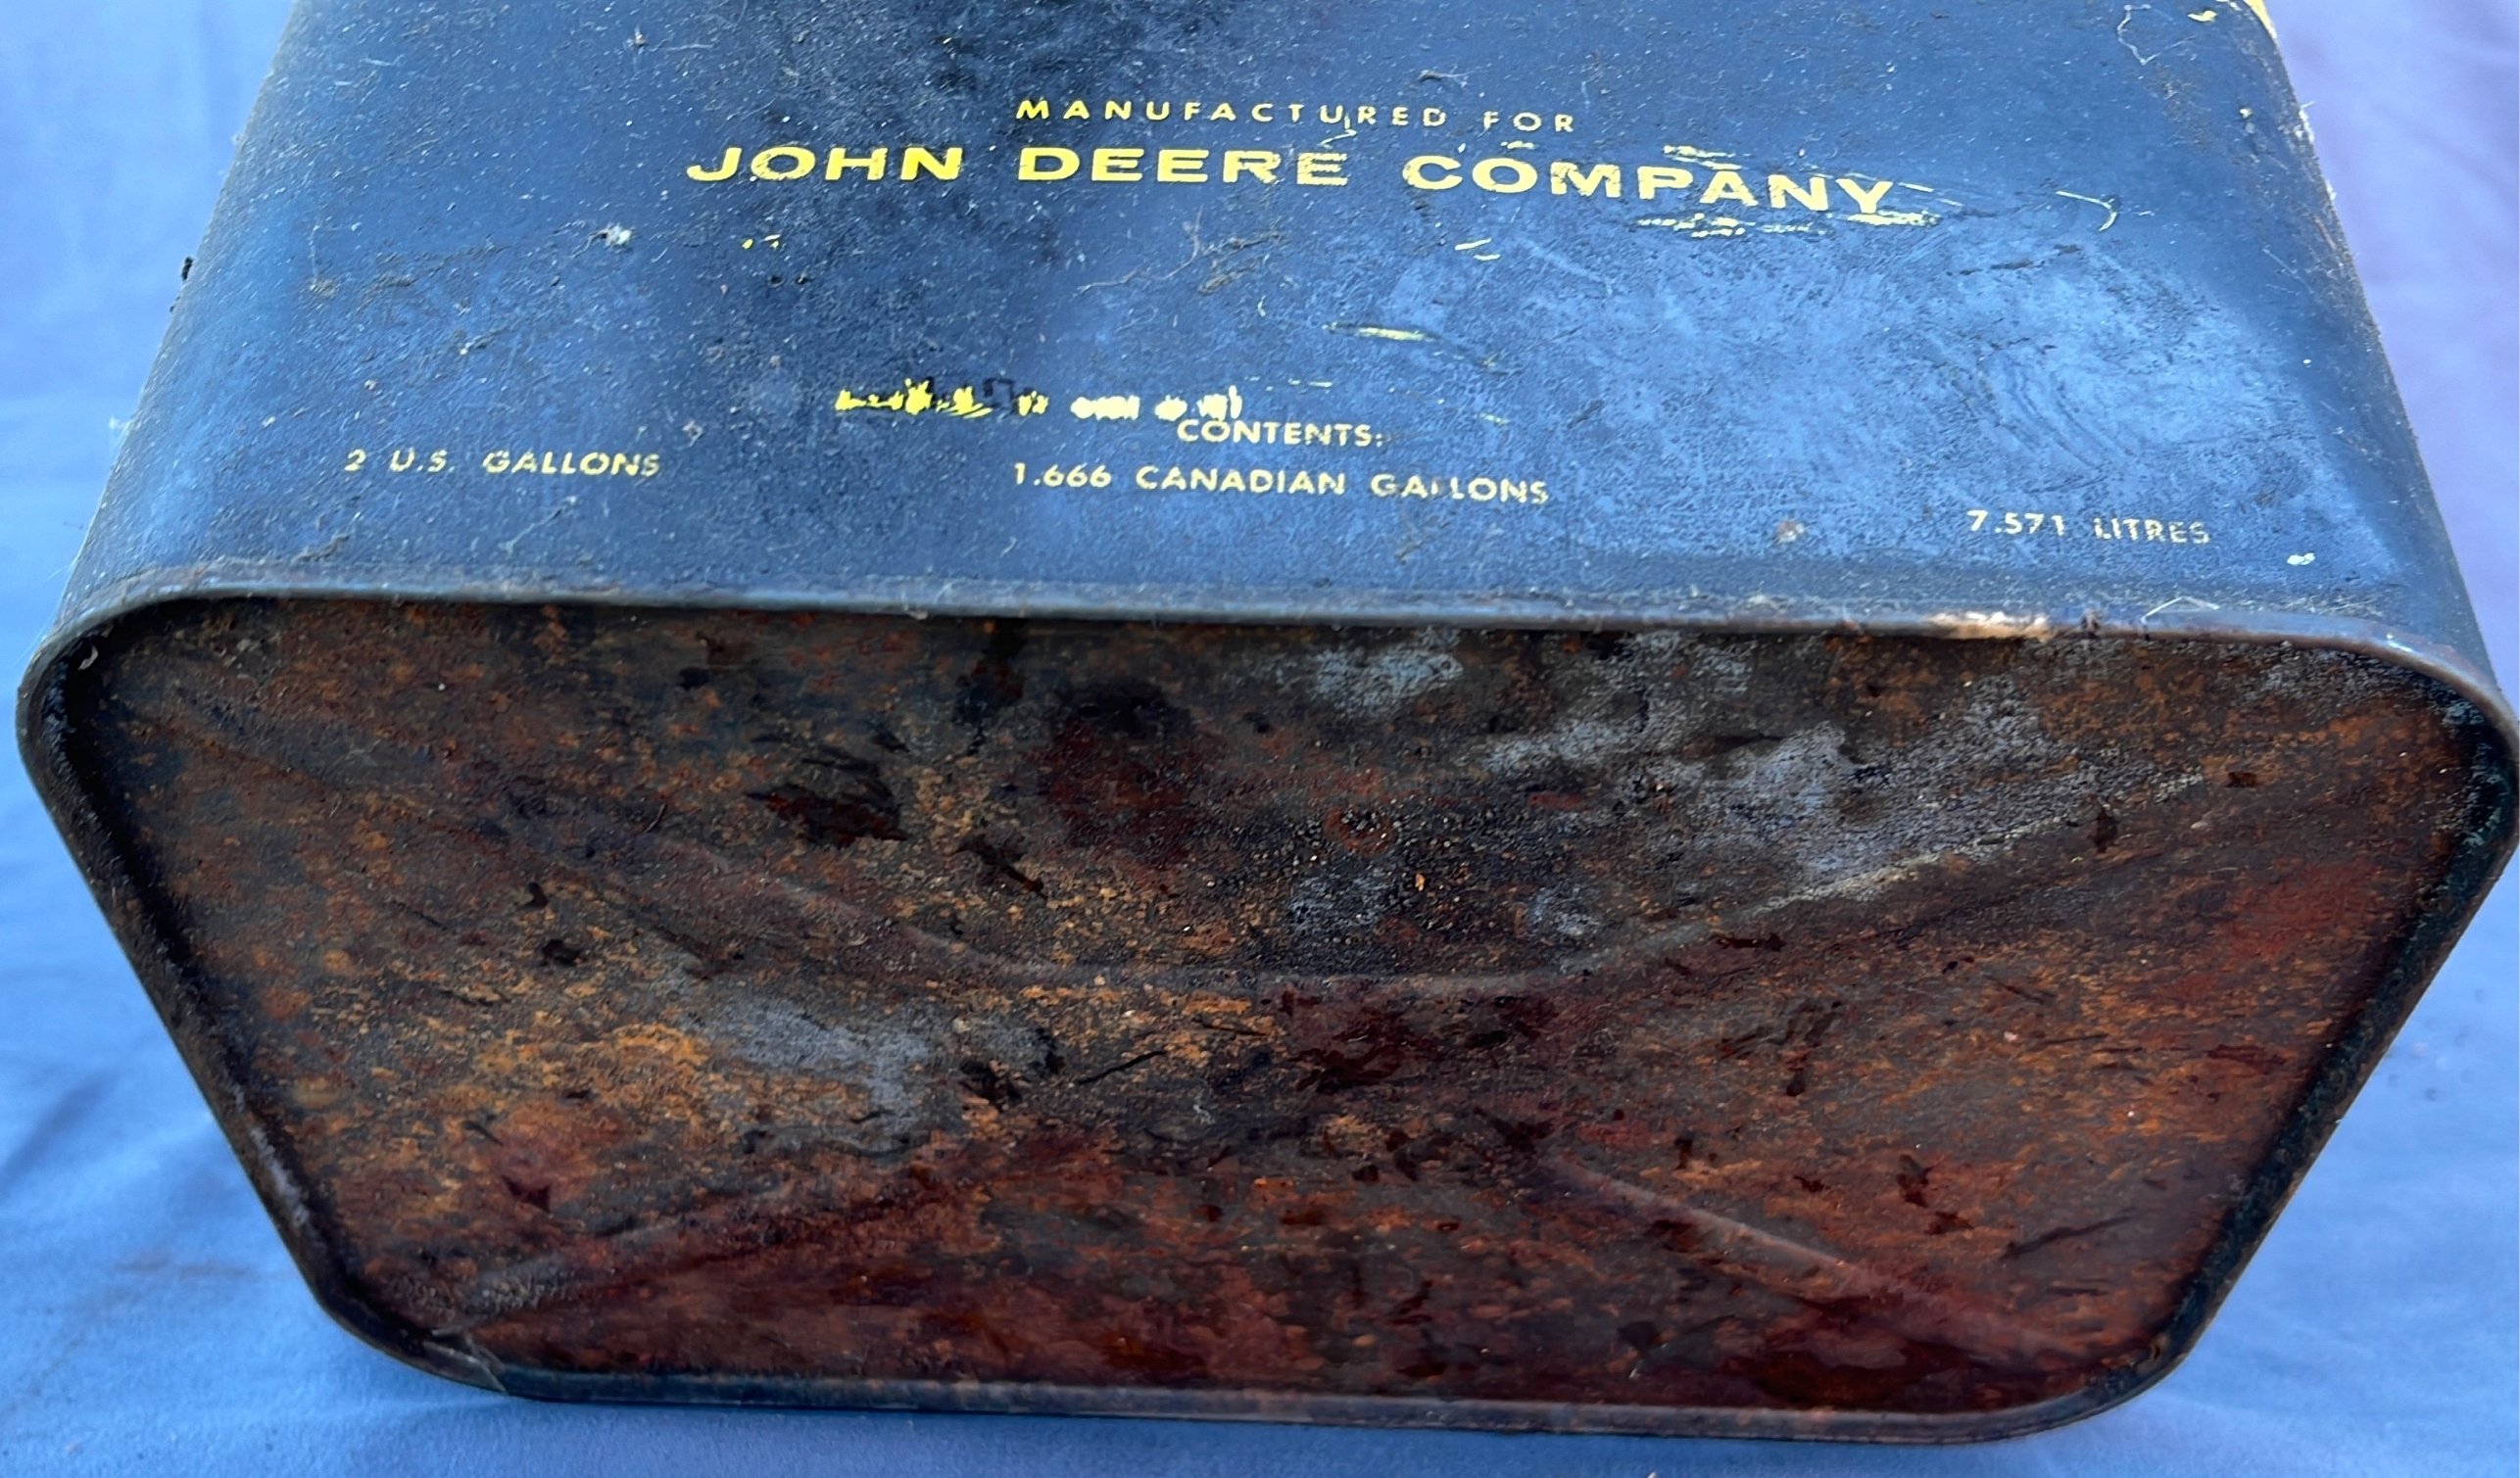 MANUFACTURED FOR
JOHN DEERE COMPANY
CONTENTS:
2 U.S. GALLONS 1.666 CANADIAN GALLONS 7.571 LITRES